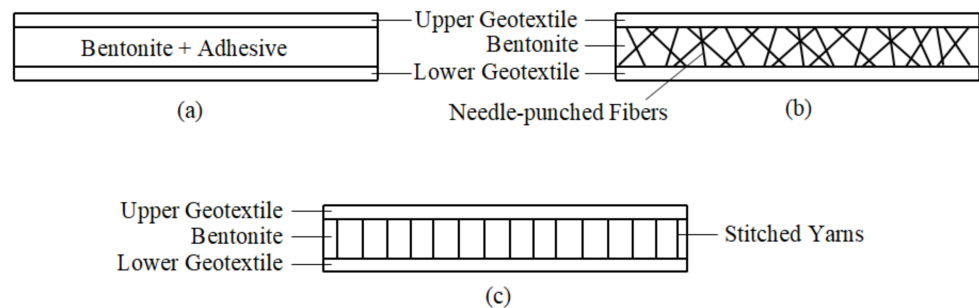 Upper Geotextile
Bentonite + Adhesive
Bentonite
Lower Geotextile
Needle-punched Fibers
(a)
(b)
Upper Geotextile
Bentonite
Stitched Yarns
Lower Geotextile
(c)